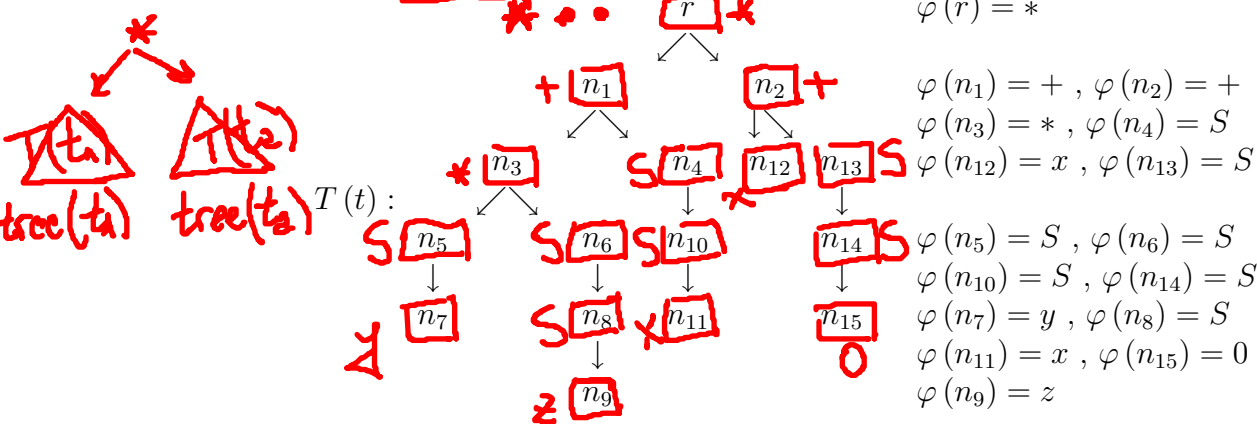 * • • r * φ(r) = *
*
+ n₁ n₂ + φ(n₁) = + , φ(n₂) = +
T(t₁) T(t₂) φ(n₃) = * , φ(n₄) = S
* n₃ S n₄ n₁₂ n₁₃ S φ(n₁₂) = x , φ(n₁₃) = S
x
tree(t₁) tree(t₂) T(t) :
S n₅ S n₆ S n₁₀ n₁₄ S φ(n₅) = S , φ(n₆) = S
φ(n₁₀) = S , φ(n₁₄) = S
n₇ S n₈ x n₁₁ n₁₅ φ(n₇) = y , φ(n₈) = S
y 0 φ(n₁₁) = x , φ(n₁₅) = 0
z n₉ φ(n₉) = z